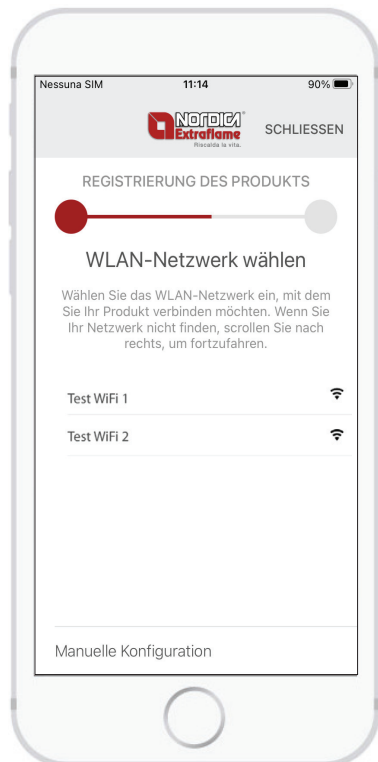 Nessuna SIM 11:14 90%
NORDICA
Extraflame
Riscalda la vita.
SCHLIESSEN
REGISTRIERUNG DES PRODUKTS
WLAN-Netzwerk wählen
Wählen Sie das WLAN-Netzwerk ein, mit dem
Sie Ihr Produkt verbinden möchten. Wenn Sie
Ihr Netzwerk nicht finden, scrollen Sie nach
rechts, um fortzufahren.
Test WiFi 1
Test WiFi 2
Manuelle Konfiguration